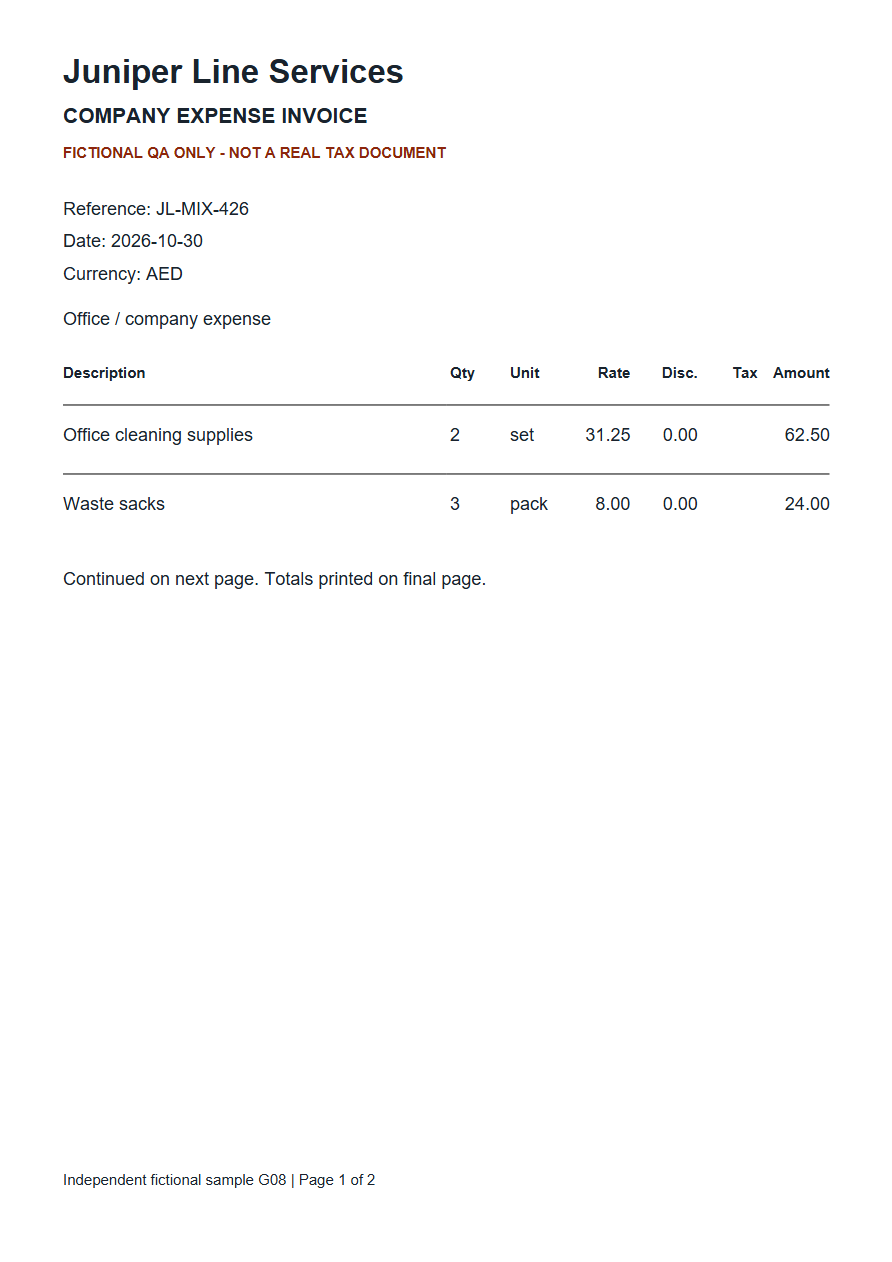 Juniper Line Services
COMPANY EXPENSE INVOICE
FICTIONAL QA ONLY - NOT A REAL TAX DOCUMENT
Reference: JL-MIX-426
Date: 2026-10-30
Currency: AED
Office / company expense
Description Qty Unit Rate Disc. Tax Amount
Office cleaning supplies 2 set 31.25 0.00 62.50
Waste sacks 3 pack 8.00 0.00 24.00
Continued on next page. Totals printed on final page.
Independent fictional sample G08 | Page 1 of 2